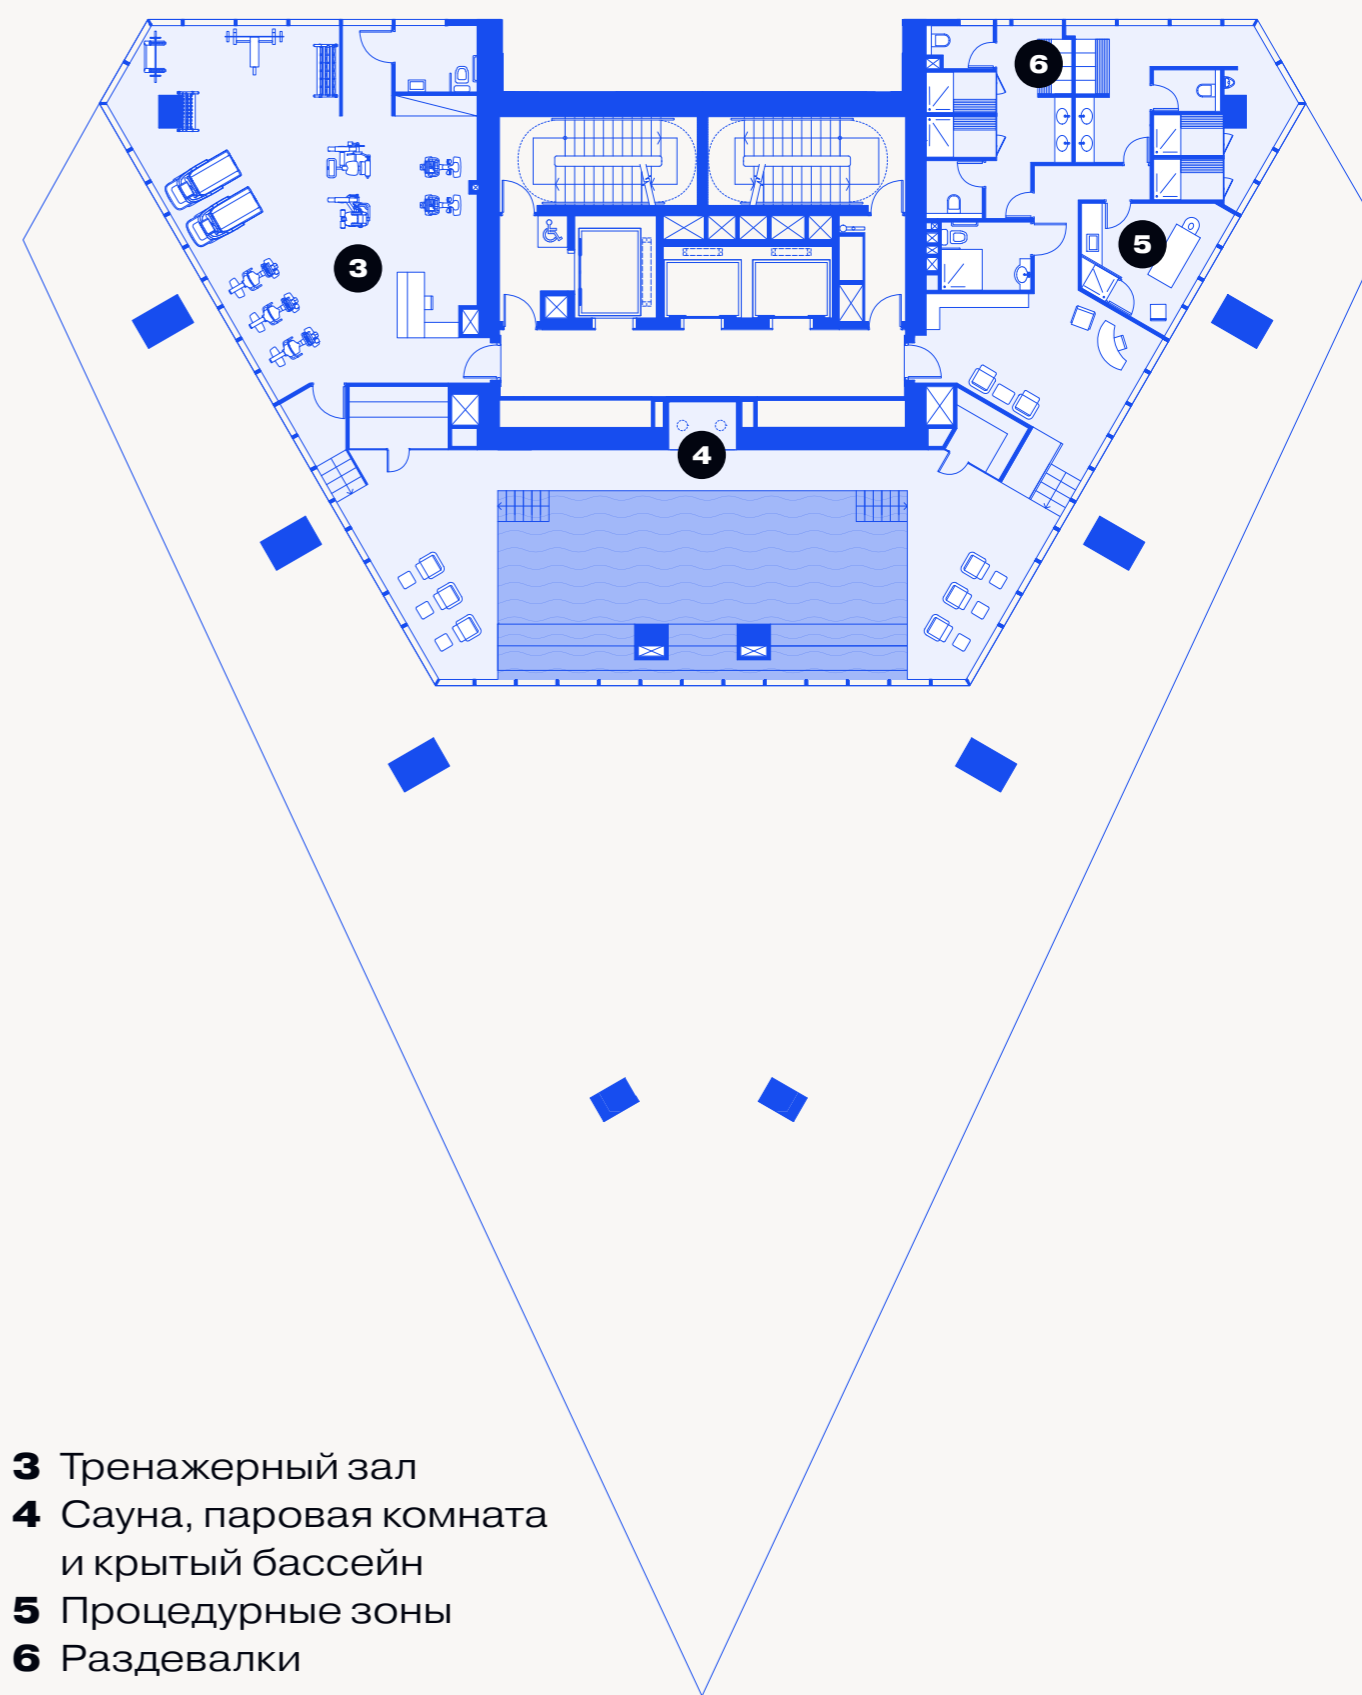 6
5
3
4
3 Тренажерный зал
4 Сауна, паровая комната
и крытый бассейн
5 Процедурные зоны
6 Раздевалки